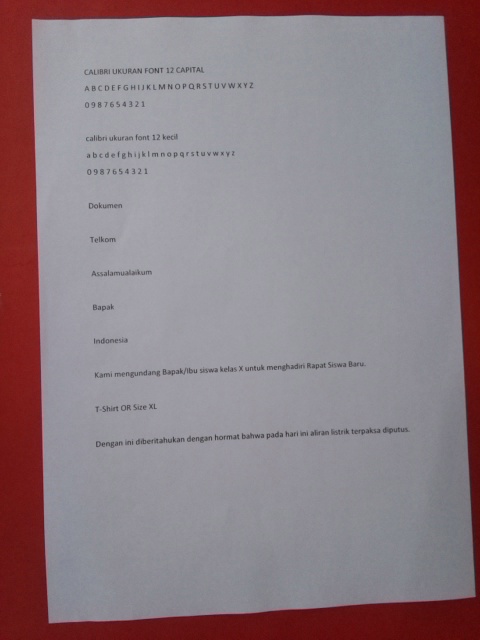 CALIBRI UKURAN FONT 12 CAPITAL
A B C D E F G H I J K L M N O P Q R S T U V W X Y Z
0 9 8 7 6 5 4 3 2 1
calibri ukuran font 12 kecil
a b c d e f g h i j k l m n o p q r s t u v w x y z
0 9 8 7 6 5 4 3 2 1
Dokumen
Telkom
Assalamualaikum
Bapak
Indonesia
Kami mengundang Bapak/Ibu siswa kelas X untuk menghadiri Rapat Siswa Baru.
T-Shirt OR Size XL
Dengan ini diberitahukan dengan hormat bahwa pada hari ini aliran listrik terpaksa diputus.